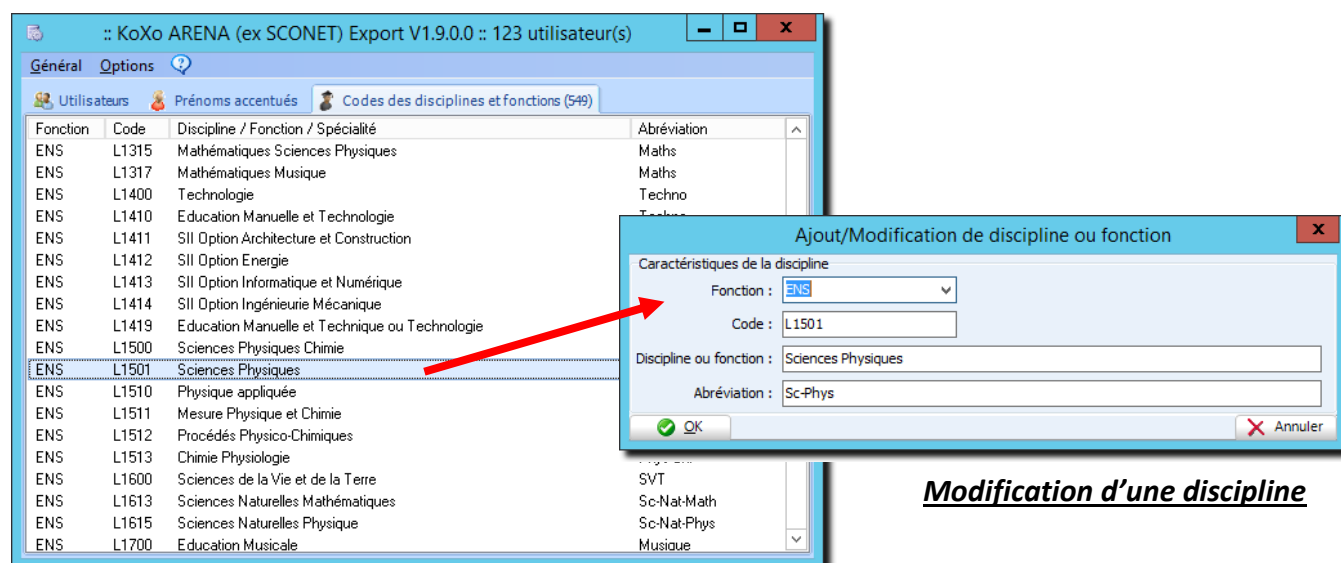 :: KoXo ARENA (ex SCONET) Export V1.9.0.0 :: 123 utilisateur(s)
Général Options
Utilisateurs Prénoms accentués Codes des disciplines et fonctions (549)
Fonction Code Discipline / Fonction / Spécialité Abréviation
ENS L1315 Mathématiques Sciences Physiques Maths
ENS L1317 Mathématiques Musique Maths
ENS L1400 Technologie Techno
ENS L1410 Education Manuelle et Technologie
ENS L1411 SII Option Architecture et Construction
ENS L1412 SII Option Energie
ENS L1413 SII Option Informatique et Numérique
ENS L1414 SII Option Ingénieurie Mécanique
ENS L1419 Education Manuelle et Technique ou Technologie
ENS L1500 Sciences Physiques Chimie
ENS L1501 Sciences Physiques
ENS L1510 Physique appliquée
ENS L1511 Mesure Physique et Chimie
ENS L1512 Procédés Physico-Chimiques
ENS L1513 Chimie Physiologie
ENS L1600 Sciences de la Vie et de la Terre SVT
ENS L1613 Sciences Naturelles Mathématiques Sc-Nat-Math
ENS L1615 Sciences Naturelles Physique Sc-Nat-Phys
ENS L1700 Education Musicale Musique
Ajout/Modification de discipline ou fonction
Caractéristiques de la discipline
Fonction : ENS
Code : L1501
Discipline ou fonction : Sciences Physiques
Abréviation : Sc-Phys
OK Annuler
Modification d'une discipline